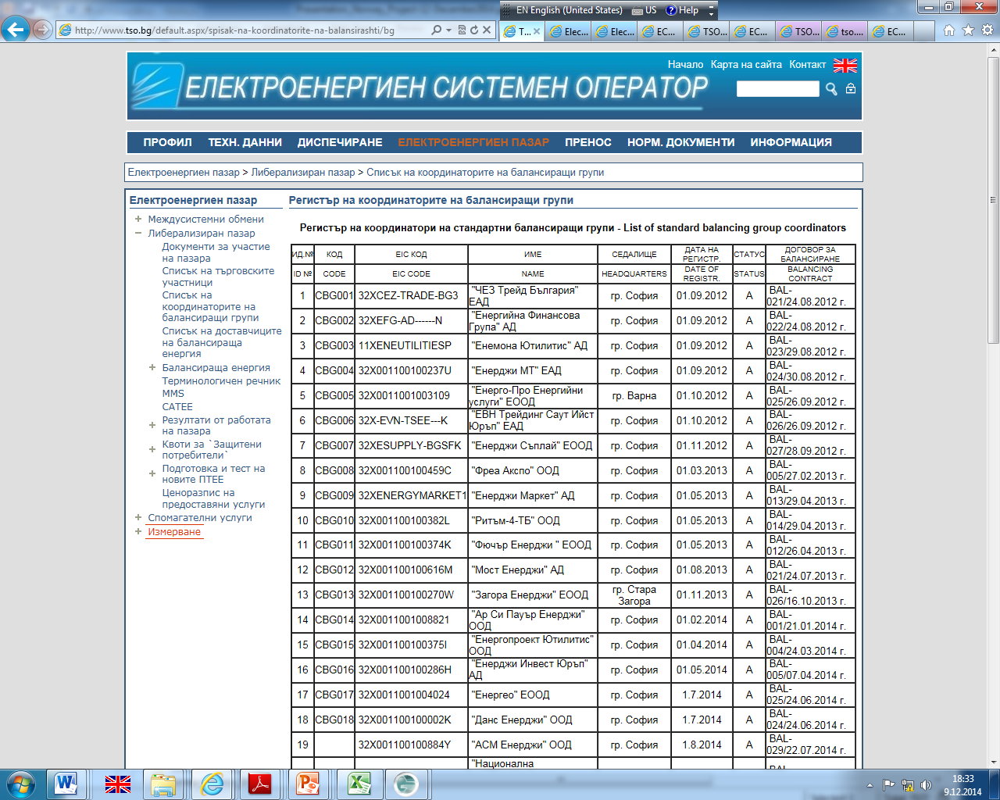 EN English (United States) US Help
http://www.tso.bg/default.aspx/spisak-na-koordinatorite-na-balansirashti/bg
T... Elec... Elec... EC... TSO... EC... TSO... tso.... EC...
Начало Карта на сайта Контакт
ЕЛЕКТРОЕНЕРГИЕН СИСТЕМЕН ОПЕРАТОР
ПРОФИЛ ТЕХН. ДАННИ ДИСПЕЧИРАНЕ ЕЛЕКТРОЕНЕРГИЕН ПАЗАР ПРЕНОС НОРМ. ДОКУМЕНТИ ИНФОРМАЦИЯ
Електроенергиен пазар > Либерализиран пазар > Списък на координаторите на балансиращи групи
Електроенергиен пазар
Междусистемни обмени
Либерализиран пазар
Документи за участие
на пазара
Списък на търговските
участници
Списък на
координаторите на
балансиращи групи
Списък на доставчиците
на балансираща
енергия
Балансираща енергия
Терминологичен речник
MMS
САТЕЕ
Резултати от работата
на пазара
Квоти за `Защитени
потребители`
Подготовка и тест на
новите ПТЕЕ
Ценоразпис на
предоставяни услуги
Спомагателни услуги
Измерване
Регистър на координаторите на балансиращи групи
Регистър на координатори на стандартни балансиращи групи - List of standard balancing group coordinators
ИД.№ КОД EIC КОД ИМЕ СЕДАЛИЩЕ ДАТА НА РЕГИСТР. СТАТУС ДОГОВОР ЗА БАЛАНСИРАНЕ
ID № CODE EIC CODE NAME HEADQUARTERS DATE OF REGISTR. STATUS BALANCING CONTRACT
1 CBG001 32XCEZ-TRADE-BG3 "ЧЕЗ Трейд България" ЕАД гр. София 01.09.2012 A BAL-021/24.08.2012 г.
2 CBG002 32XEFG-AD------N "Енергийна Финансова Група" АД гр. София 01.09.2012 A BAL-022/24.08.2012 г.
3 CBG003 11XENEUTILITIESP "Енемона Ютилитис" АД гр. София 01.09.2012 A BAL-023/29.08.2012 г.
4 CBG004 32X001100100237U "Енерджи МТ" ЕАД гр. София 01.09.2012 A BAL-024/30.08.2012 г.
5 CBG005 32X0011001003109 "Енерго-Про Енергийни услуги" ЕООД гр. Варна 01.10.2012 A BAL-025/26.09.2012 г.
6 CBG006 32X-EVN-TSEE---K "ЕВН Трейдинг Саут Ийст Юръп" ЕАД гр. София 01.10.2012 A BAL-026/26.09.2012 г.
7 CBG007 32XESUPPLY-BGSFK "Енерджи Съплай" ЕООД гр. София 01.11.2012 A BAL-027/28.09.2012 г.
8 CBG008 32X001100100459C "Фреа Акспо" ООД гр. София 01.03.2013 A BAL-005/27.02.2013 г.
9 CBG009 32XENERGYMARKET1 "Енерджи Маркет" АД гр. София 01.05.2013 A BAL-013/29.04.2013 г.
10 CBG010 32X001100100382L "Ритъм-4-ТБ" ООД гр. София 01.05.2013 A BAL-014/29.04.2013 г.
11 CBG011 32X001100100374K "Фючър Енерджи " ЕООД гр. София 01.05.2013 A BAL-012/26.04.2013 г.
12 CBG012 32X001100100616M "Мост Енерджи" АД гр. София 01.08.2013 A BAL-021/24.07.2013 г.
13 CBG013 32X001100100270W "Загора Енерджи" ЕООД гр. Стара Загора 01.11.2013 A BAL-026/16.10.2013 г.
14 CBG014 32X0011001008821 "Ар Си Пауър Енерджи" ООД гр. София 01.02.2014 A BAL-001/21.01.2014 г.
15 CBG015 32X001100100375I "Енергопроект Ютилитис" ООД гр. София 01.04.2014 A BAL-004/24.03.2014 г.
16 CBG016 32X001100100286H "Енерджи Инвест Юръп" АД гр. София 01.05.2014 A BAL-005/07.04.2014 г.
17 CBG017 32X0011001004024 "Енергео" ЕООД гр. София 1.7.2014 A BAL-025/24.06.2014 г.
18 CBG018 32X001100100002K "Данс Енерджи" ООД гр. София 1.7.2014 A BAL-024/24.06.2014 г.
19 32X001100100884Y "АСМ Енерджи" ООД гр. София 1.8.2014 A BAL-029/22.07.2014 г.
"Национална
18:33
9.12.2014